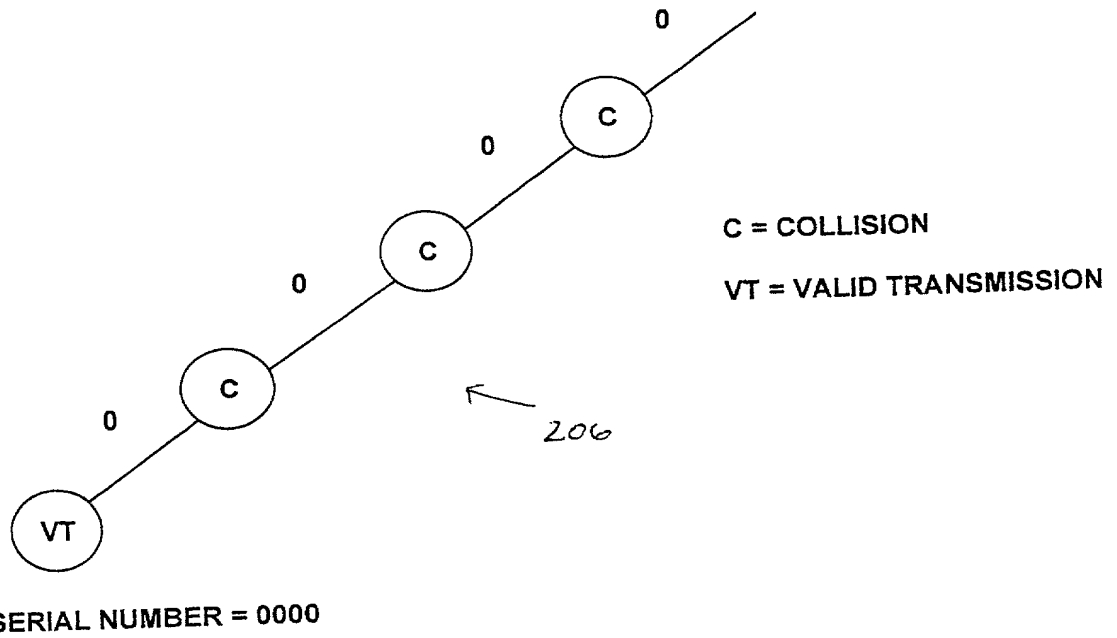 0
C
0
C
C = COLLISION
0
VT = VALID TRANSMISSION
C
0
206
VT
SERIAL NUMBER = 0000